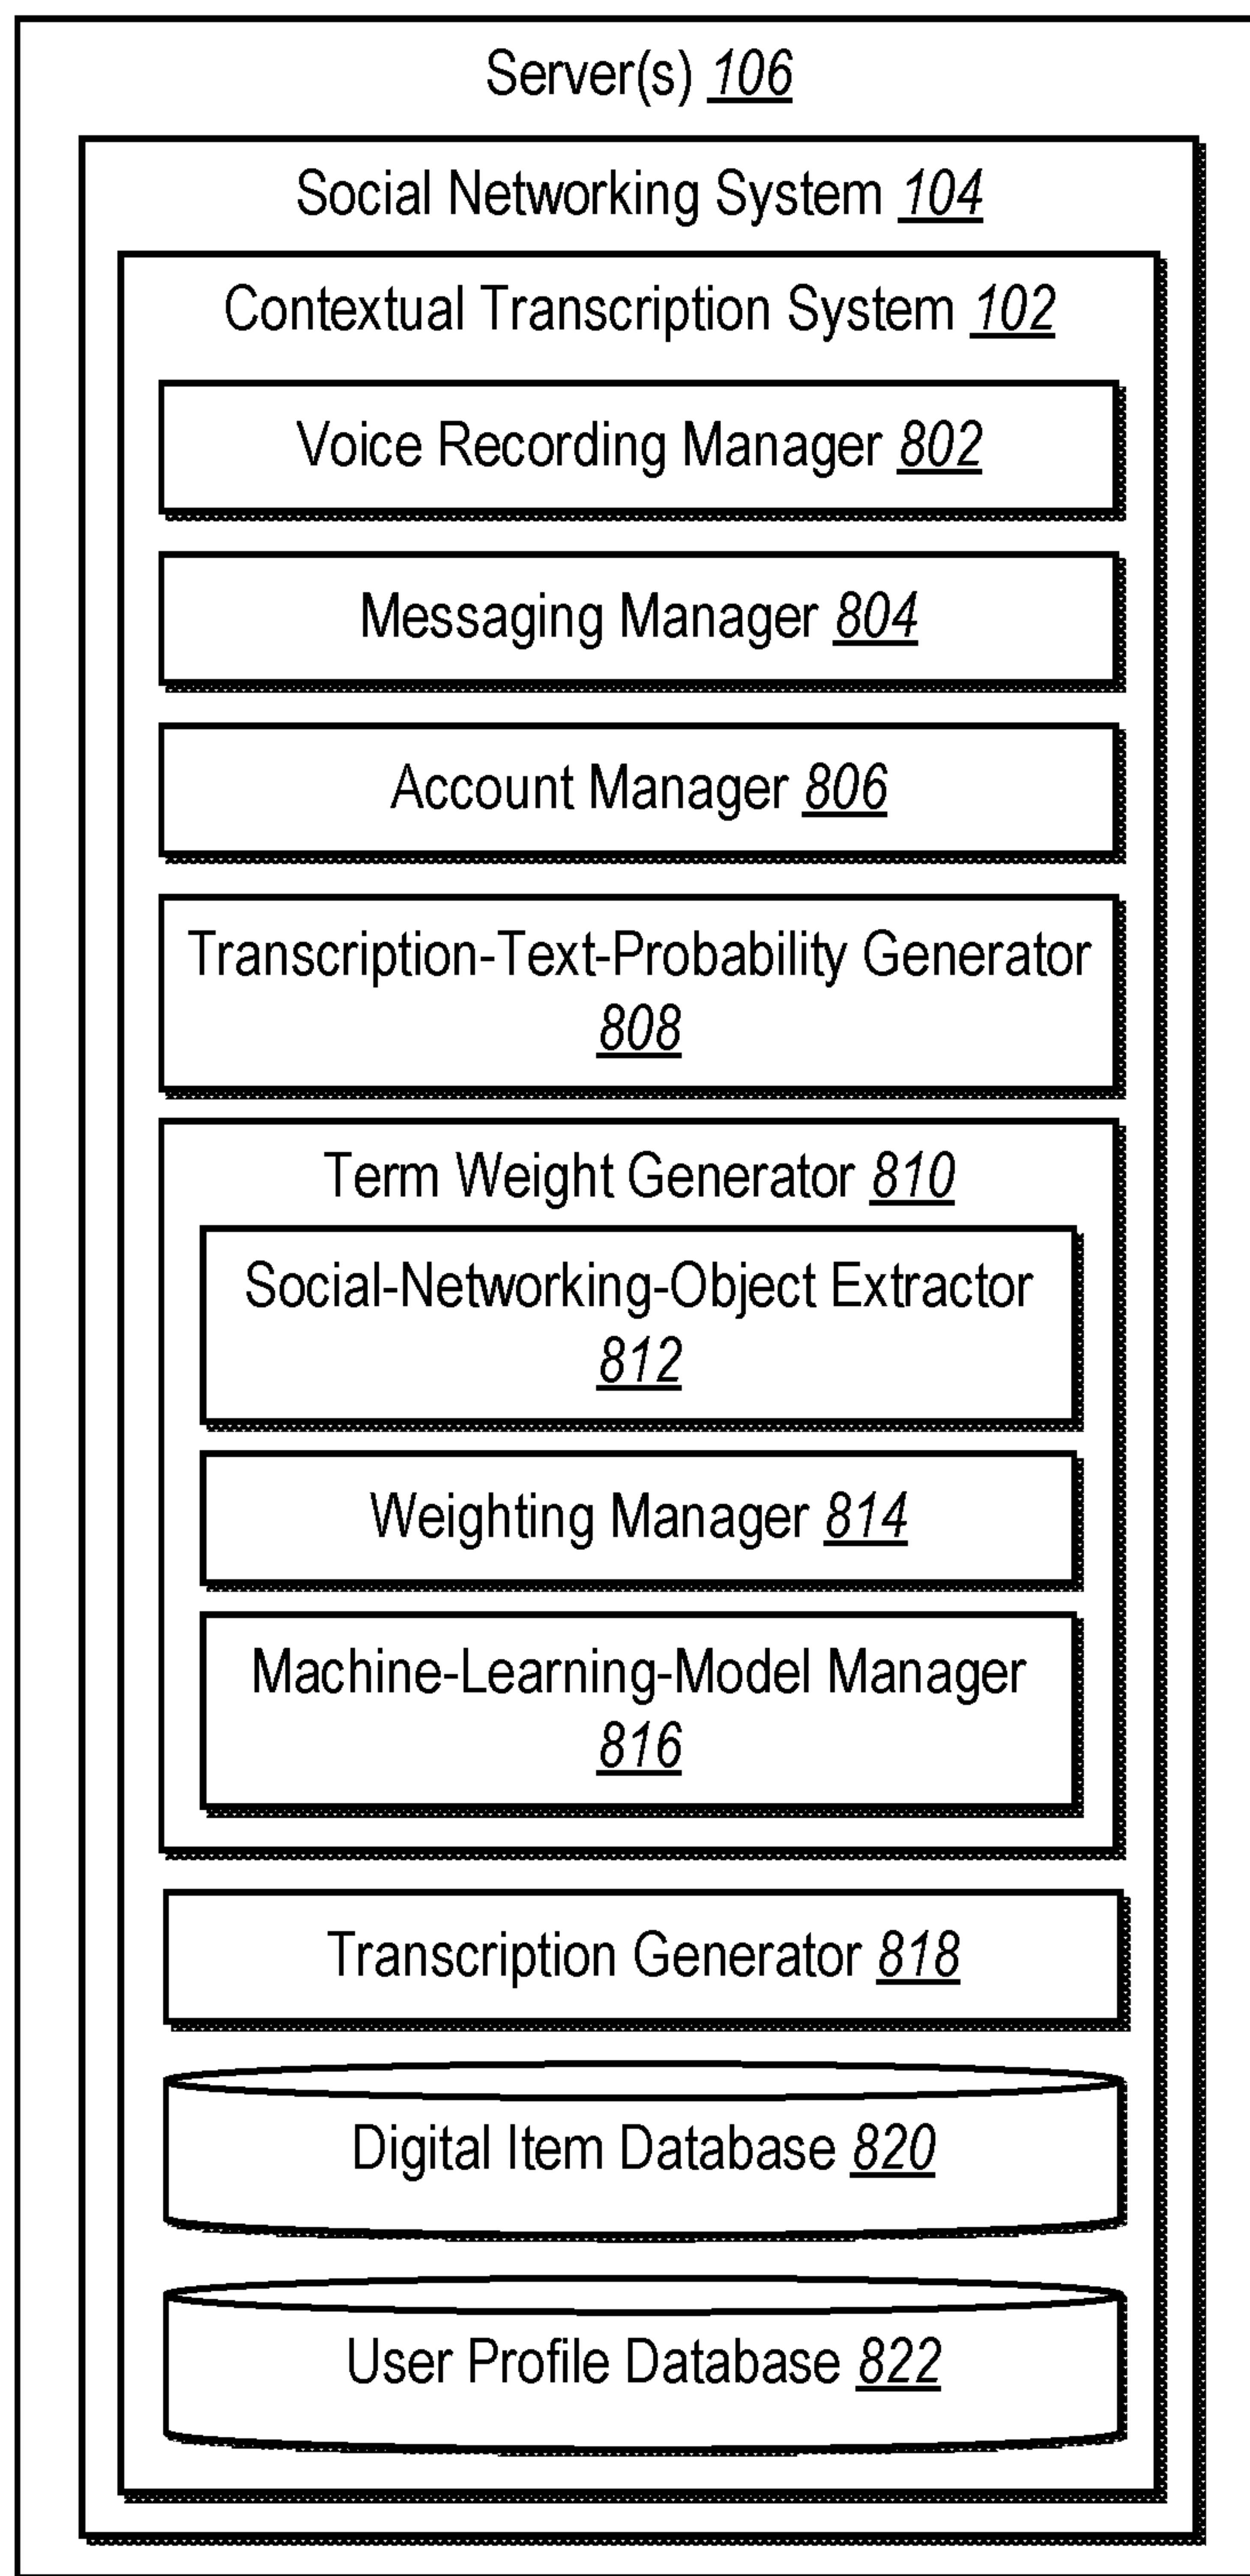 Server(s) 106
Social Networking System 104
Contextual Transcription System 102
Voice Recording Manager 802
Messaging Manager 804
Account Manager 806
Transcription-Text-Probability Generator
808
Term Weight Generator 810
Social-Networking-Object Extractor
812
Weighting Manager 814
Machine-Learning-Model Manager
816
Transcription Generator 818
Digital Item Database 820
User Profile Database 822